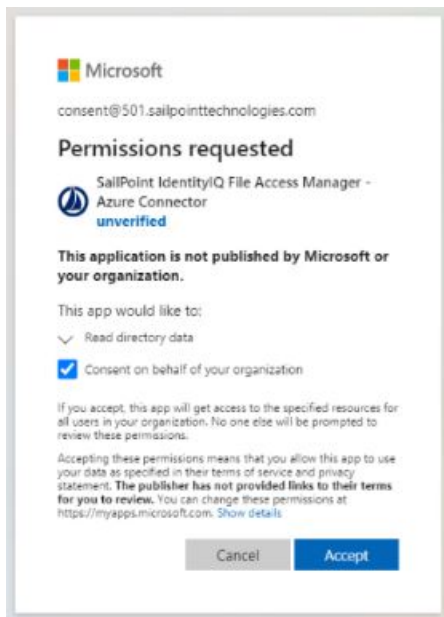 Microsoft
consent@501.sailpointtechnologies.com
Permissions requested
SailPoint IdentityIQ File Access Manager -
Azure Connector
unverified
This application is not published by Microsoft or
your organization.
This app would like to:
Read directory data
Consent on behalf of your organization
If you accept, this app will get access to the specified resources for
all users in your organization. No one else will be prompted to
review these permissions.
Accepting these permissions means that you allow this app to use
your data as specified in their terms of service and privacy
statement. The publisher has not provided links to their terms
for you to review. You can change these permissions at
https://myapps.microsoft.com. Show details
Cancel
Accept